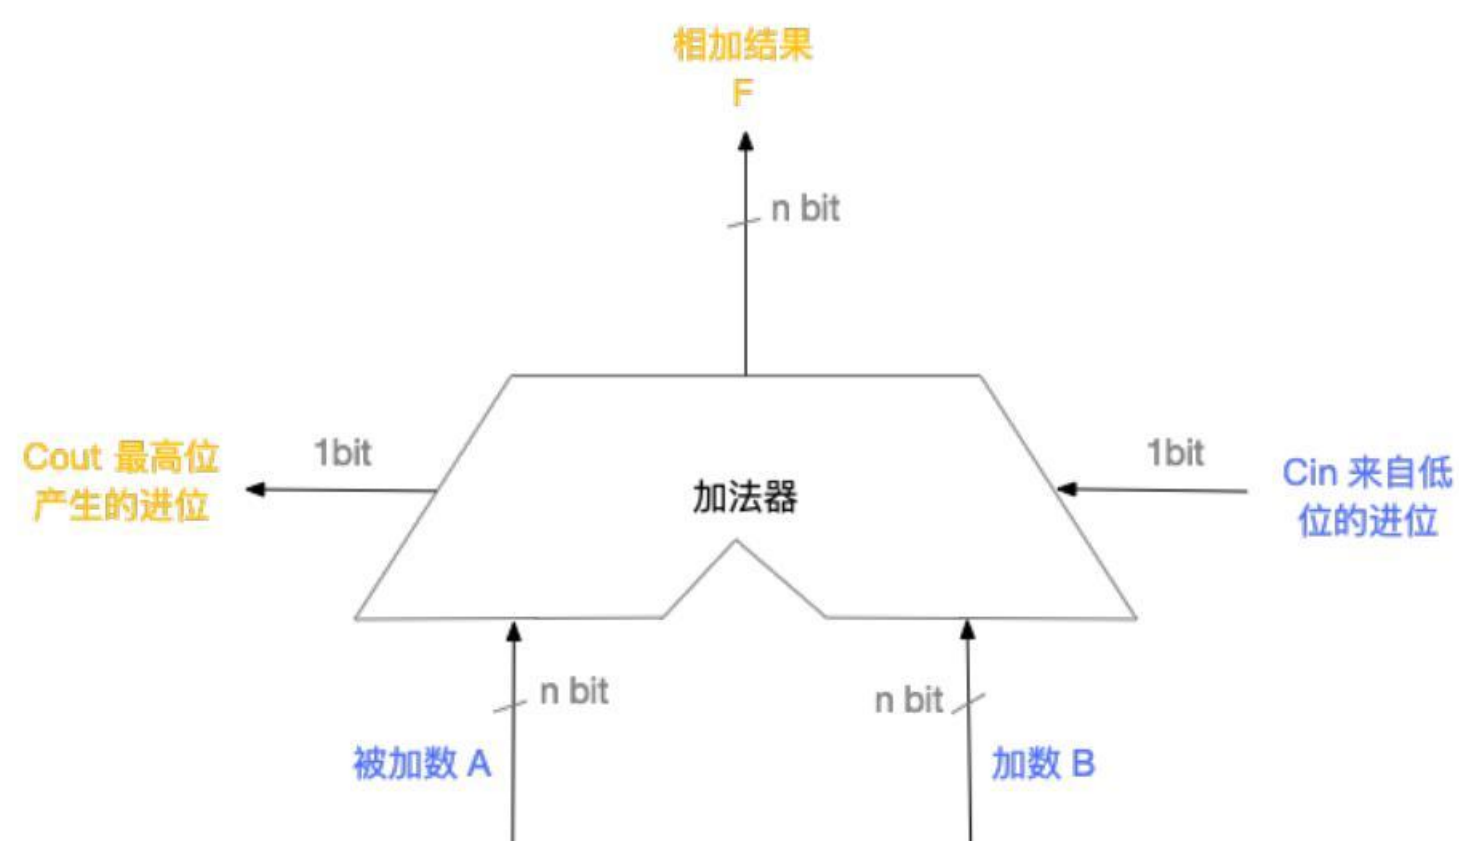 相加结果
F
n bit
Cout 最高位
产生的进位
1bit
加法器
1bit
Cin 来自低
位的进位
n bit
n bit
被加数 A
加数 B